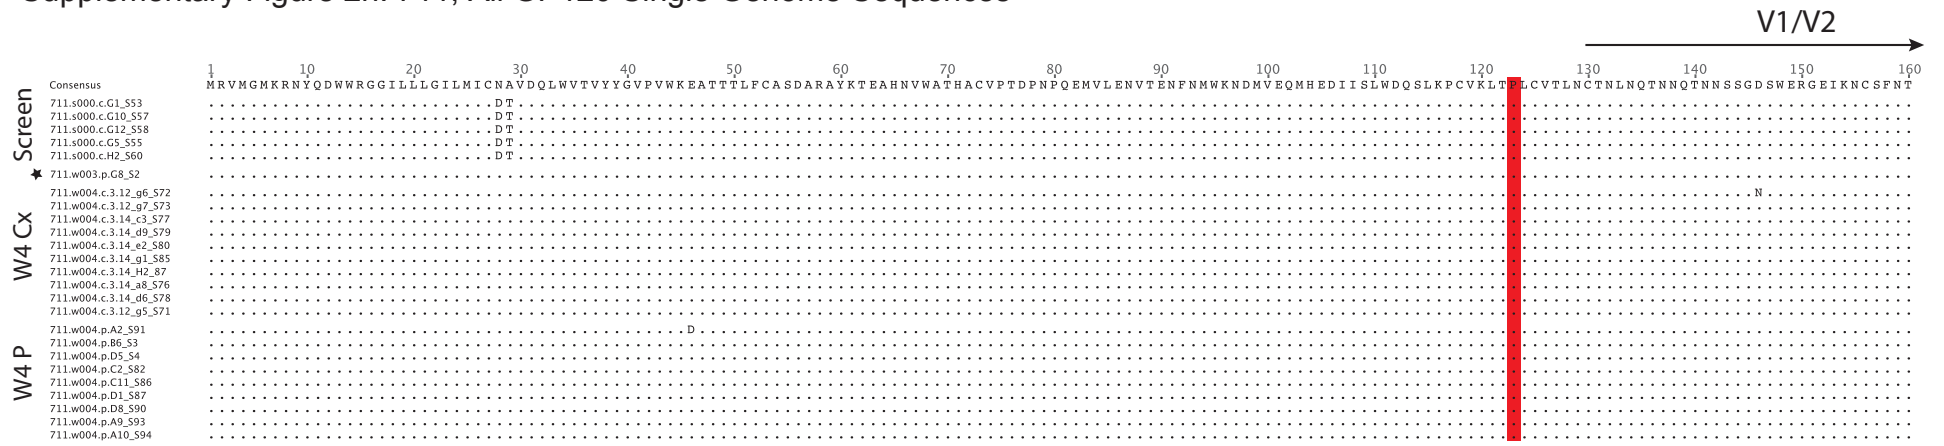 Supplementary Figure 711, Single Genome Sequences
V1/V2
1 10 20 30 40 50 60 70 80 90 100 110 120 130 140 150 160
Consensus MRVMGMKRNYQDWWRGGILLLGILMICNAVDQLWVTVYYGVPVWKEATTTLFCASDARAYKTEAHNVWATHACVPTDPNPQEMVLENVTENFNMWKNDMVEQMHEDIISLWDQSLKPCVKLTPLCVTLNCTNLNQTNNQTNNSSGDSWERGEIKNCSFNT
Screen
711.s000.c.G1_S53 DT
711.s000.c.G10_S57 DT
711.s000.c.G12_S58 DT
711.s000.c.G5_S55 DT
711.s000.c.H2_S60 DT
★ 711.w003.p.G8_S2
W4 Cx
711.w004.c.3.12_g6_S72 N
711.w004.c.3.12_g7_S73
711.w004.c.3.14_c3_S77
711.w004.c.3.14_d9_S79
711.w004.c.3.14_e2_S80
711.w004.c.3.14_g1_S85
711.w004.c.3.14_H2_87
711.w004.c.3.14_a8_S76
711.w004.c.3.14_d6_S78
711.w004.c.3.12_g5_S71
W4 P
711.w004.p.A2_S91 D
711.w004.p.B6_S3
711.w004.p.D5_S4
711.w004.p.C2_S82
711.w004.p.C11_S86
711.w004.p.D1_S87
711.w004.p.D8_S90
711.w004.p.A9_S93
711.w004.p.A10_S94